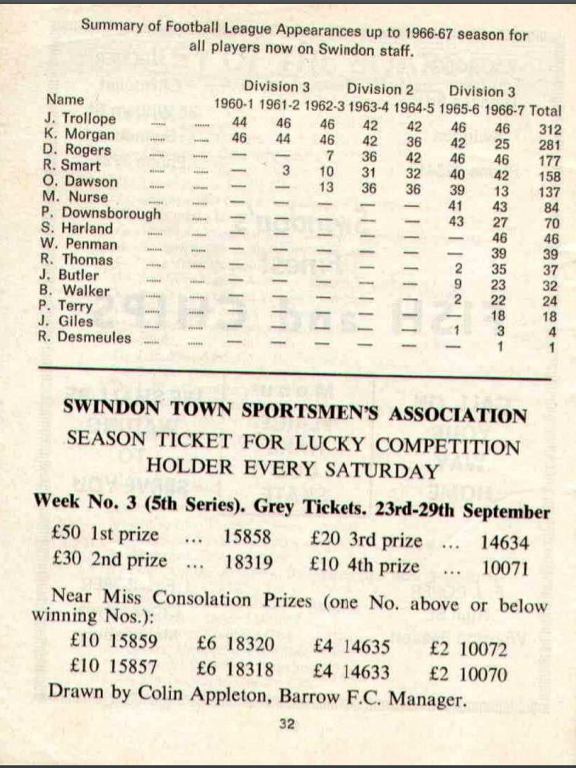 Summary of Football League Appearances up to 1966-67 season for
all players now on Swindon staff.
Division 3 Division 2 Division 3
Name 1960-1 1961-2 1962-3 1963-4 1964-5 1965-6 1966-7 Total
J. Trollope ..... ..... 44 46 46 42 42 46 46 312
K. Morgan ..... ..... 46 44 46 42 36 42 25 281
D. Rogers ..... ..... — — 7 36 42 46 46 177
R. Smart ..... ..... — 3 10 31 32 40 42 158
O. Dawson ..... ..... — — 13 36 36 39 13 137
M. Nurse ..... ..... — — — — — 41 43 84
P. Downsborough ..... — — — — — 43 27 70
S. Harland ..... ..... — — — — — — 46 46
W. Penman ..... ..... — — — — — — 39 39
R. Thomas ..... ..... — — — — — 2 35 37
J. Butler ..... ..... — — — — — 9 23 32
B. Walker ..... ..... — — — — — 2 22 24
P. Terry ..... ..... — — — — — — 18 18
J. Giles ..... ..... — — — — — 1 3 4
R. Desmeules ..... ..... — — — — — — 1 1
SWINDON TOWN SPORTSMEN'S ASSOCIATION
SEASON TICKET FOR LUCKY COMPETITION
HOLDER EVERY SATURDAY
Week No. 3 (5th Series). Grey Tickets. 23rd-29th September
£50 1st prize ... 15858 £20 3rd prize ... 14634
£30 2nd prize ... 18319 £10 4th prize ... 10071
Near Miss Consolation Prizes (one No. above or below
winning Nos.):
£10 15859 £6 18320 £4 14635 £2 10072
£10 15857 £6 18318 £4 14633 £2 10070
Drawn by Colin Appleton, Barrow F.C. Manager.
32